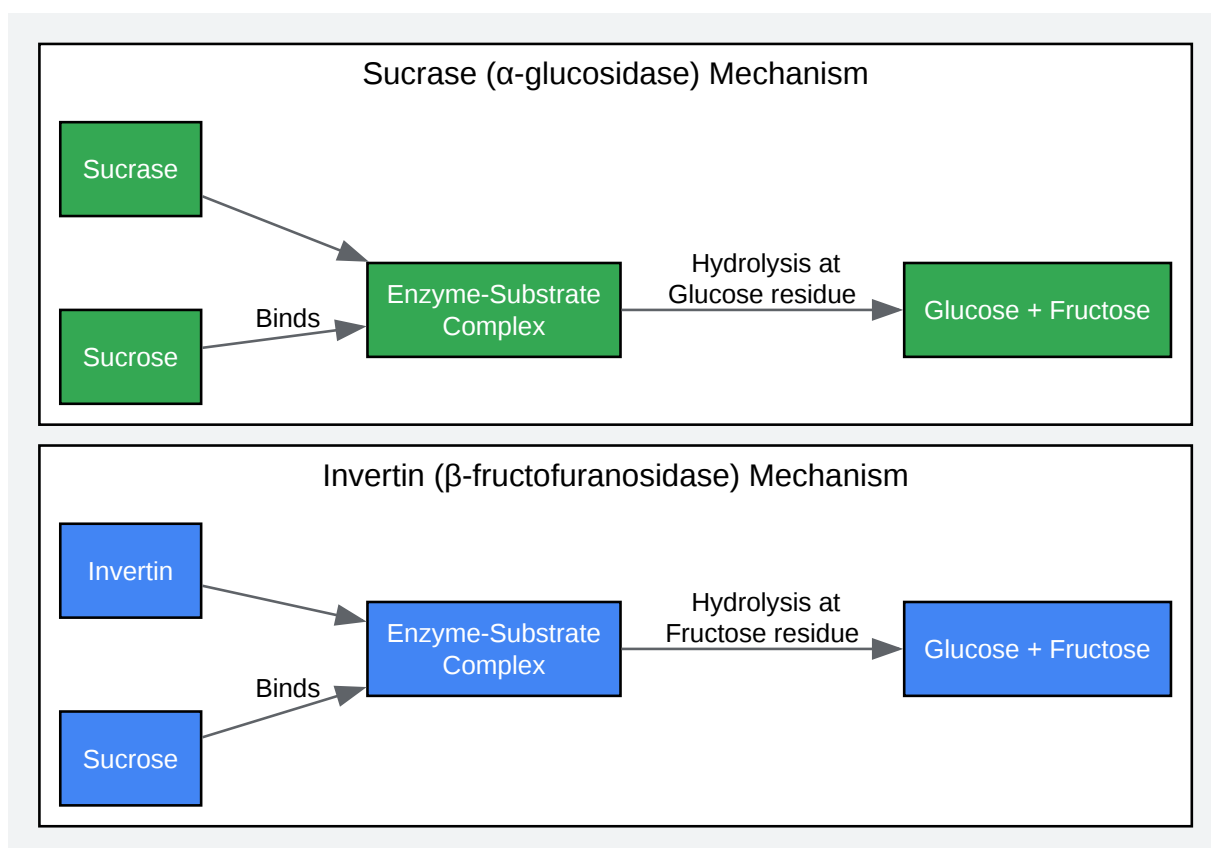 Sucrase (α-glucosidase) Mechanism
Sucrase
Sucrose
Binds
Enzyme-Substrate
Complex
Hydrolysis at
Glucose residue
Glucose + Fructose
Invertin (β-fructofuranosidase) Mechanism
Invertin
Sucrose
Binds
Enzyme-Substrate
Complex
Hydrolysis at
Fructose residue
Glucose + Fructose